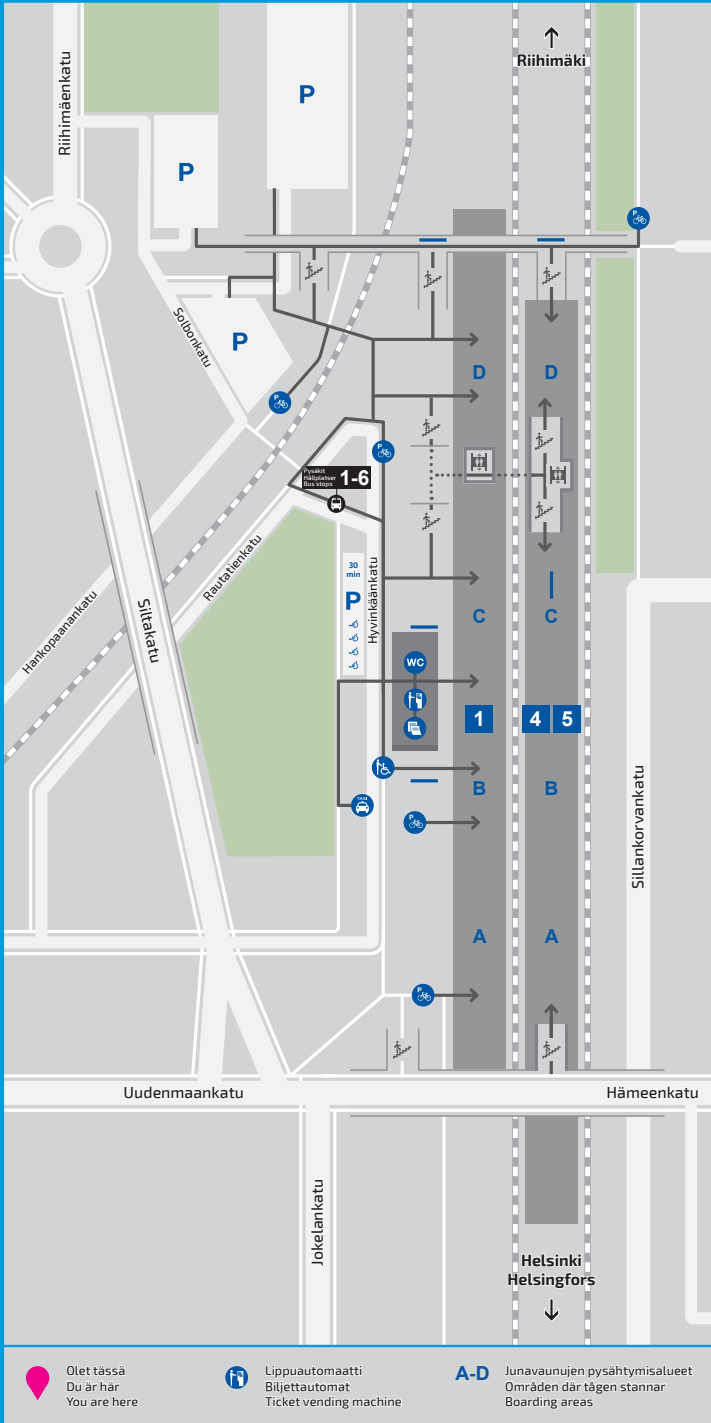 Riihimäki
Riihimäenkatu
P
P
P
Solbonkatu
P
P
D
D
P
Pysäkit
Hållplatser
Bus stops
1-6
Rautatienkatu
Hankopaanankatu
Siltakatu
30
min
P
Hyvinkäänkatu
C
C
WC
1
4
5
TAXI
B
B
P
Sillankorvankatu
A
A
P
Uudenmaankatu
Hämeenkatu
Jokelankatu
Helsinki
Helsingfors
Olet tässä
Du är här
You are here
Lippuautomaatti
Biljettautomat
Ticket vending machine
A-D
Junavaunujen pysähtymisalueet
Områden där tågen stannar
Boarding areas